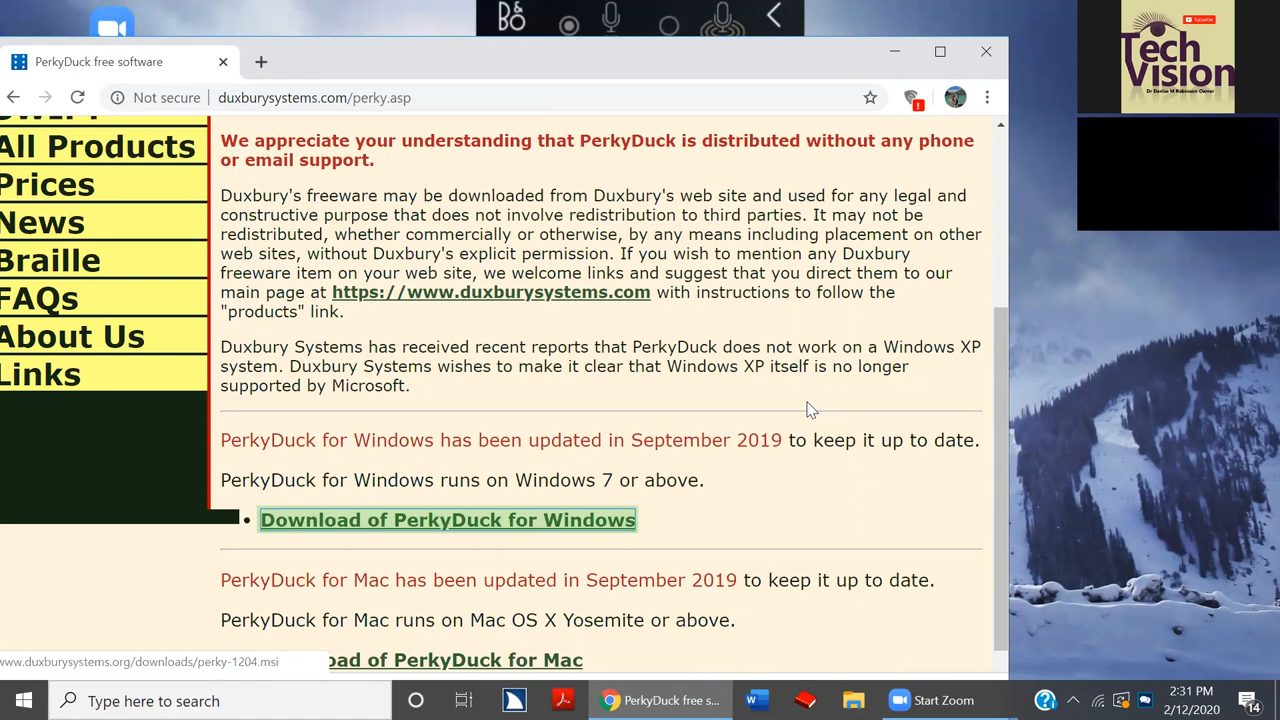 B&O
Subscribe
Tech
Vision
Dr Denise M Robinson Owner
PerkyDuck free software
Not secure
duxburysystems.com/perky.asp
All Products
Prices
News
Braille
FAQs
About Us
Links
We appreciate your understanding that PerkyDuck is distributed without any phone
or email support.
Duxbury's freeware may be downloaded from Duxbury's web site and used for any legal and
constructive purpose that does not involve redistribution to third parties. It may not be
redistributed, whether commercially or otherwise, by any means including placement on other
web sites, without Duxbury's explicit permission. If you wish to mention any Duxbury
freeware item on your web site, we welcome links and suggest that you direct them to our
main page at https://www.duxburysystems.com with instructions to follow the
"products" link.
Duxbury Systems has received recent reports that PerkyDuck does not work on a Windows XP
system. Duxbury Systems wishes to make it clear that Windows XP itself is no longer
supported by Microsoft.
PerkyDuck for Windows has been updated in September 2019 to keep it up to date.
PerkyDuck for Windows runs on Windows 7 or above.
• Download of PerkyDuck for Windows
PerkyDuck for Mac has been updated in September 2019 to keep it up to date.
PerkyDuck for Mac runs on Mac OS X Yosemite or above.
ad of PerkyDuck for Mac
www.duxburysystems.org/downloads/perky-1204.msi
Type here to search
PerkyDuck free s...
Start Zoom
2:31 PM
2/12/2020
14